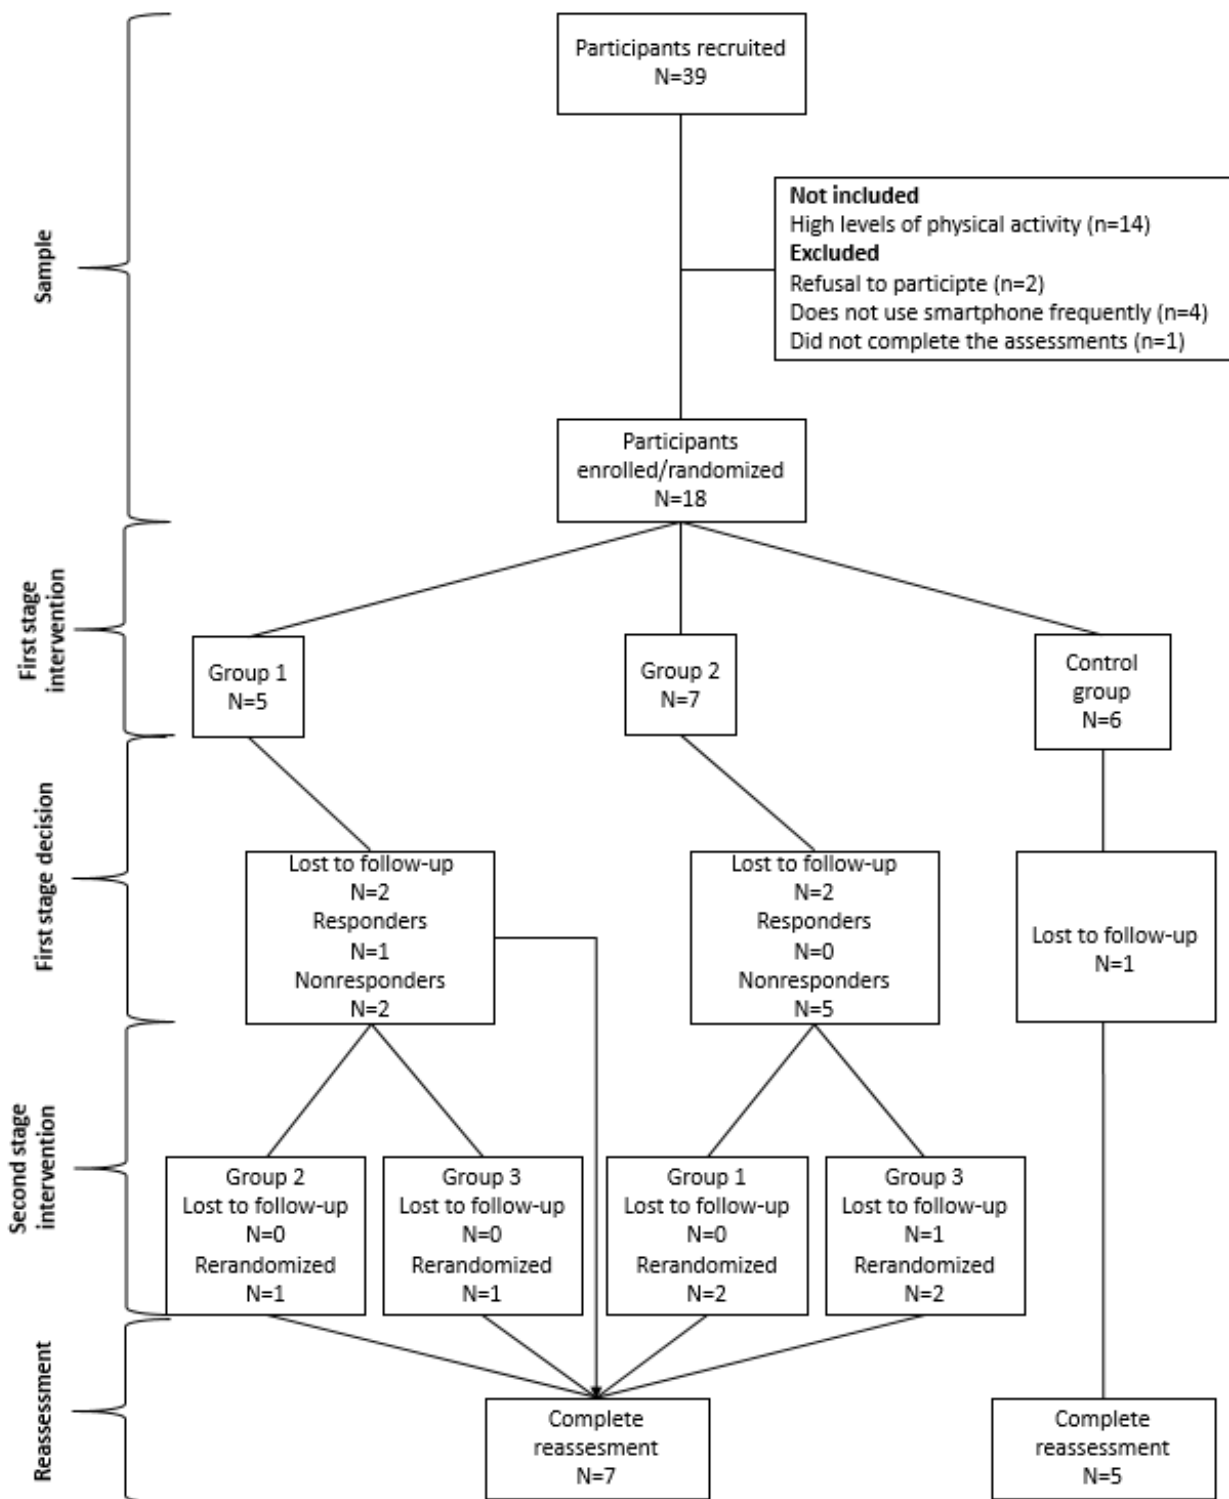 Participants recruited
N=39
Not included
High levels of physical activity (n=14)
Excluded
Refusal to participte (n=2)
Does not use smartphone frequently (n=4)
Did not complete the assessments (n=1)
Sample
Participants
enrolled/randomized
N=18
First stage
intervention
Group 1
N=5
Group 2
N=7
Control
group
N=6
First stage decision
Lost to follow-up
N=2
Responders
N=1
Nonresponders
N=2
Lost to follow-up
N=2
Responders
N=0
Nonresponders
N=5
Lost to follow-up
N=1
Second stage
intervention
Group 2
Lost to follow-up
N=0
Rerandomized
N=1
Group 3
Lost to follow-up
N=0
Rerandomized
N=1
Group 1
Lost to follow-up
N=0
Rerandomized
N=2
Group 3
Lost to follow-up
N=1
Rerandomized
N=2
Reassessment
Complete
reassesment
N=7
Complete
reassessment
N=5